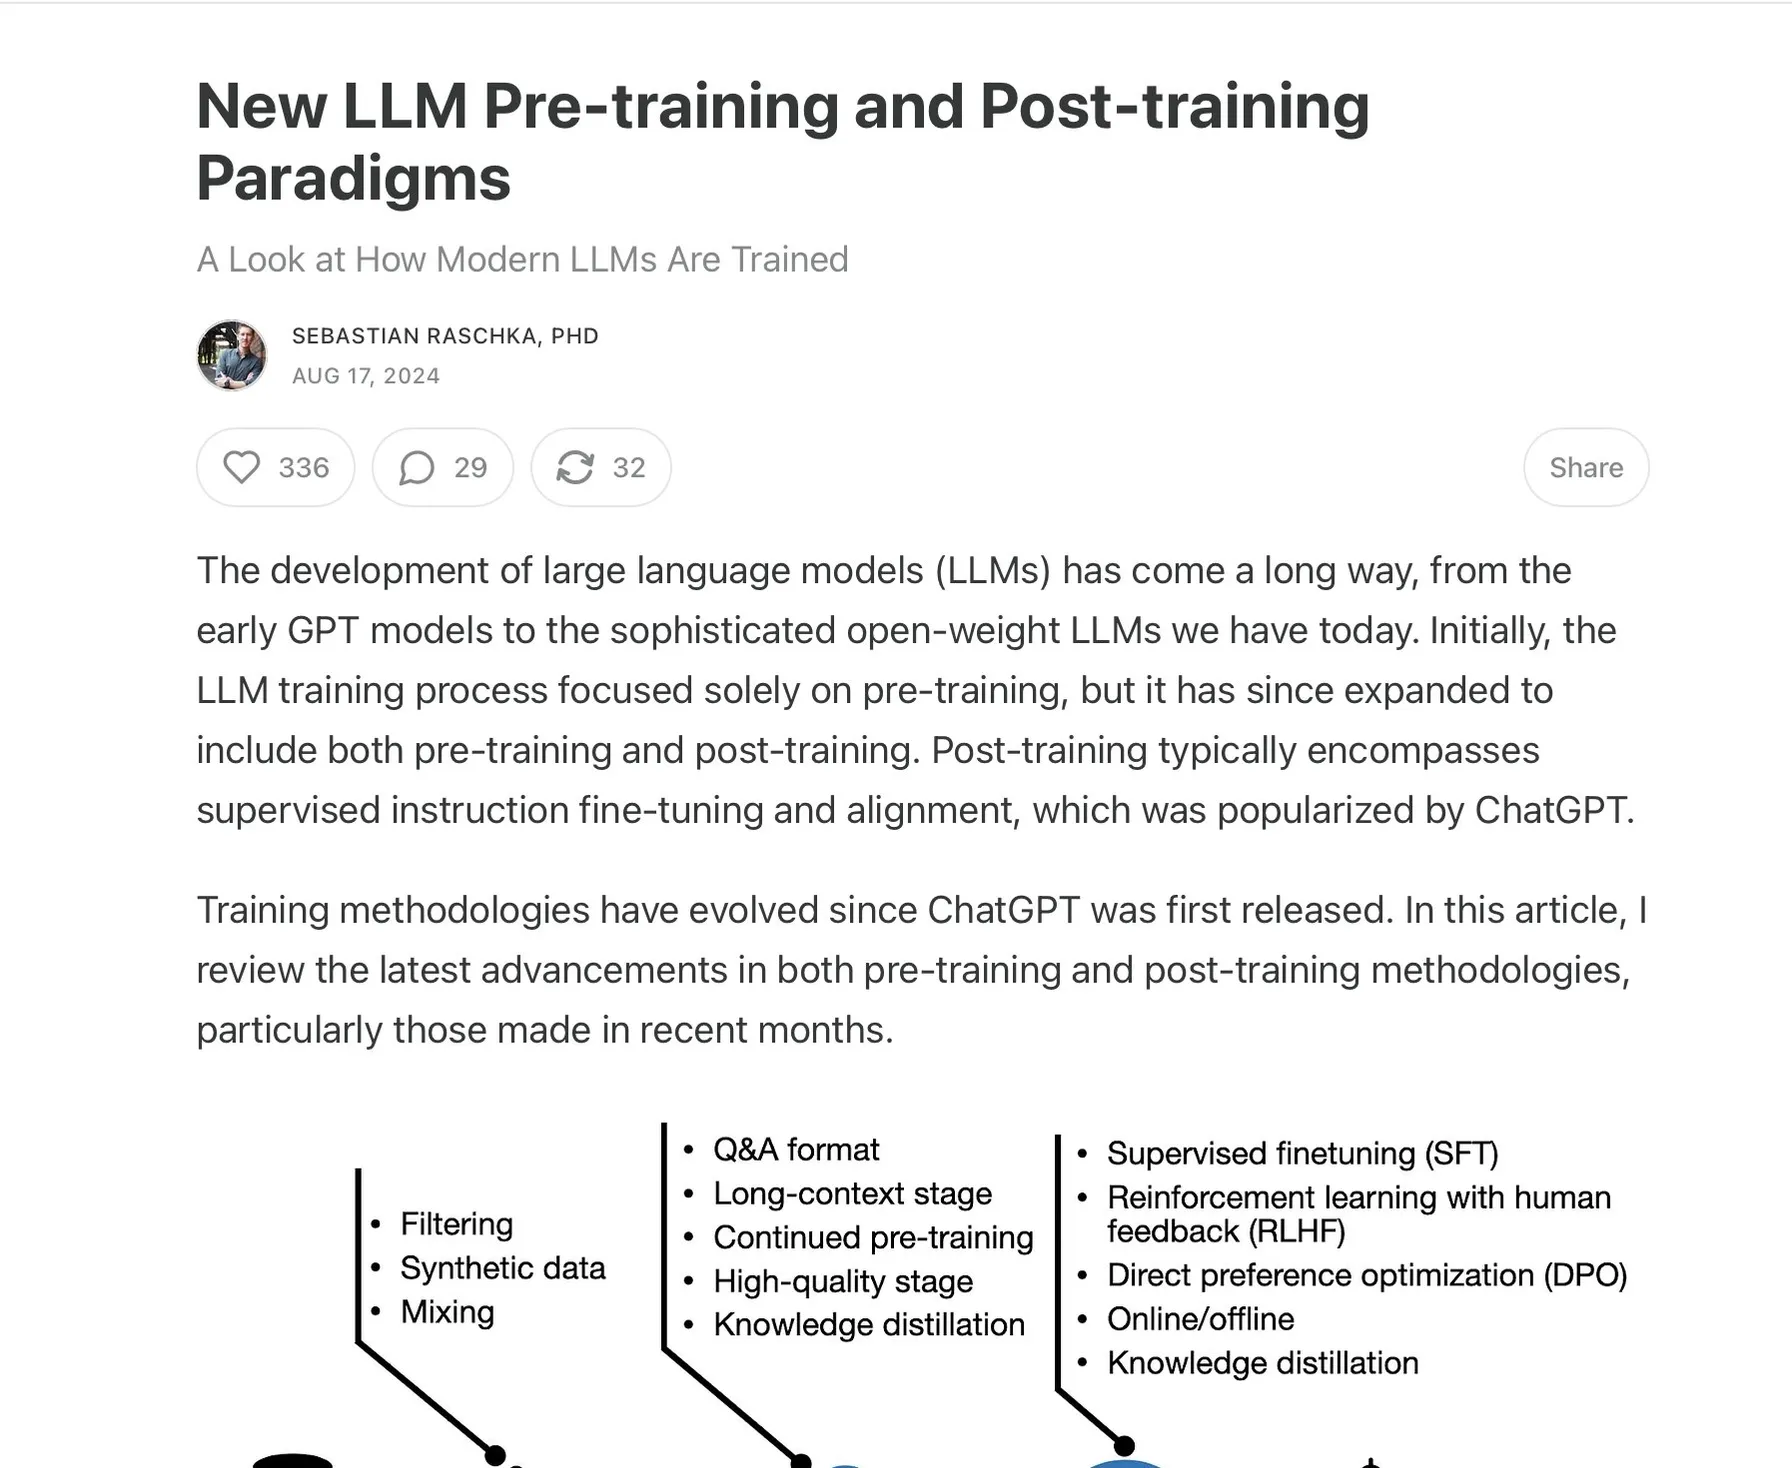 New LLM Pre-training and Post-training
Paradigms
A Look at How Modern LLMs Are Trained
SEBASTIAN RASCHKA, PHD
AUG 17, 2024
336
29
32
Share
The development of large language models (LLMs) has come a long way, from the
early GPT models to the sophisticated open-weight LLMs we have today. Initially, the
LLM training process focused solely on pre-training, but it has since expanded to
include both pre-training and post-training. Post-training typically encompasses
supervised instruction fine-tuning and alignment, which was popularized by ChatGPT.
Training methodologies have evolved since ChatGPT was first released. In this article, I
review the latest advancements in both pre-training and post-training methodologies,
particularly those made in recent months.
• Filtering
• Synthetic data
• Mixing
• Q&A format
• Long-context stage
• Continued pre-training
• High-quality stage
• Knowledge distillation
• Supervised finetuning (SFT)
• Reinforcement learning with human
feedback (RLHF)
• Direct preference optimization (DPO)
• Online/offline
• Knowledge distillation